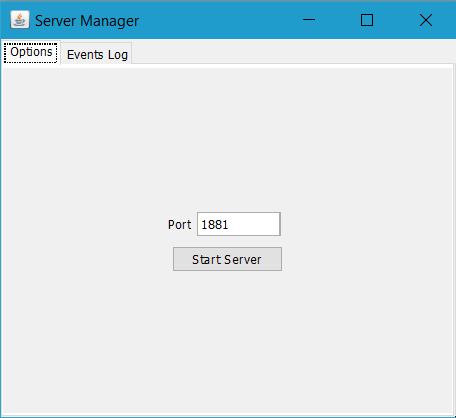 Server Manager
Options
Events Log
Port 1881
Start Server